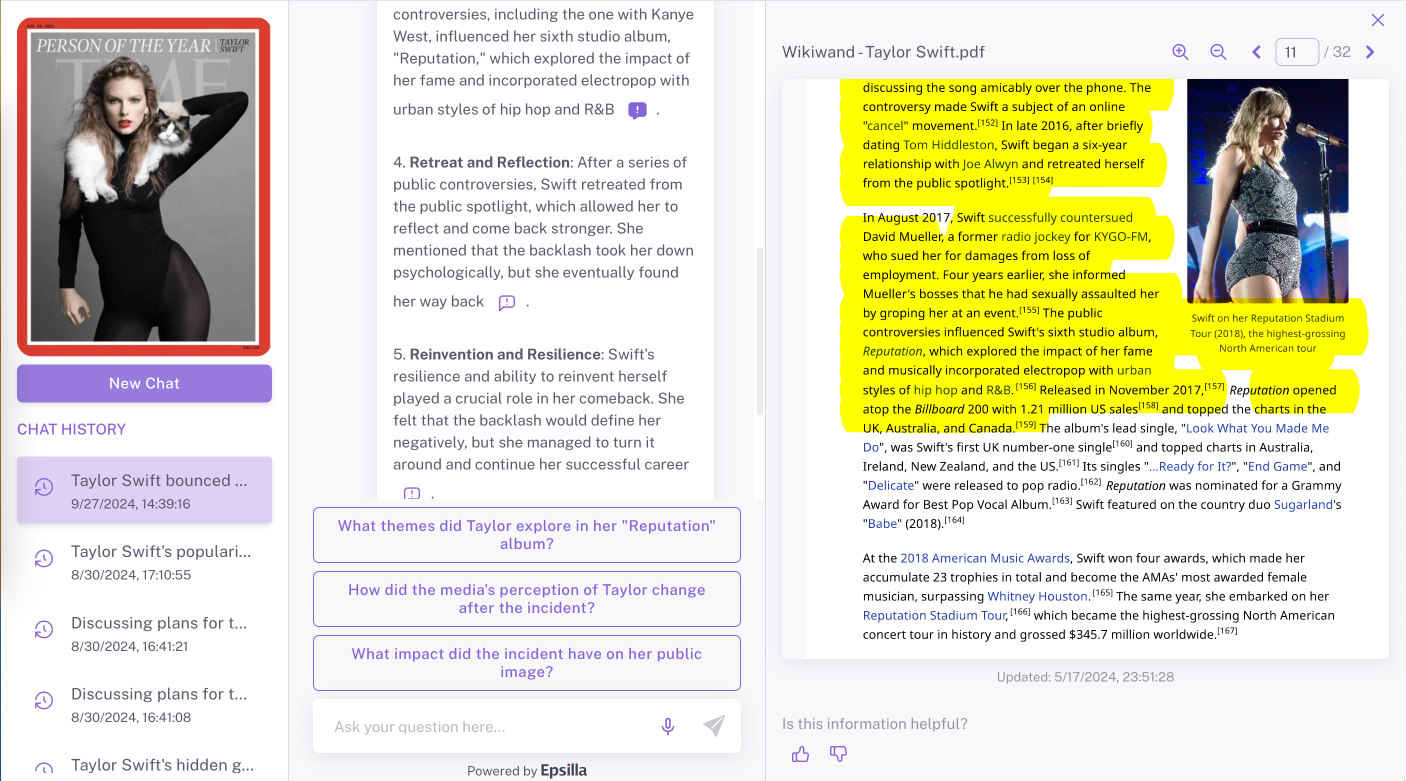 PERSON OF THE YEAR
TAYLOR
SWIFT
TIME
New Chat
CHAT HISTORY
Taylor Swift bounced ...
9/27/2024, 14:39:16
Taylor Swift's populari...
8/30/2024, 17:10:55
Discussing plans for t...
8/30/2024, 16:41:21
Discussing plans for t...
8/30/2024, 16:41:08
Taylor Swift's hidden g...
controversies, including the one with Kanye
West, influenced her sixth studio album,
"Reputation," which explored the impact of
her fame and incorporated electropop with
urban styles of hip hop and R&B .
4. Retreat and Reflection: After a series of
public controversies, Swift retreated from
the public spotlight, which allowed her to
reflect and come back stronger. She
mentioned that the backlash took her down
psychologically, but she eventually found
her way back .
5. Reinvention and Resilience: Swift's
resilience and ability to reinvent herself
played a crucial role in her comeback. She
felt that the backlash would define her
negatively, but she managed to turn it
around and continue her successful career
.
What themes did Taylor explore in her "Reputation"
album?
How did the media's perception of Taylor change
after the incident?
What impact did the incident have on her public
image?
Ask your question here...
Powered by Epsilla
Wikiwand - Taylor Swift.pdf
11 / 32
discussing the song amicably over the phone. The
controversy made Swift a subject of an online
"cancel" movement.[152] In late 2016, after briefly
dating Tom Hiddleston, Swift began a six-year
relationship with Joe Alwyn and retreated herself
from the public spotlight.[153] [154]
In August 2017, Swift successfully countersued
David Mueller, a former radio jockey for KYGO-FM,
who sued her for damages from loss of
employment. Four years earlier, she informed
Mueller's bosses that he had sexually assaulted her
by groping her at an event.[155] The public
controversies influenced Swift's sixth studio album,
Reputation, which explored the impact of her fame
and musically incorporated electropop with urban
styles of hip hop and R&B.[156] Released in November 2017,[157] Reputation opened
atop the Billboard 200 with 1.21 million US sales[158] and topped the charts in the
UK, Australia, and Canada.[159] The album's lead single, "Look What You Made Me
Do", was Swift's first UK number-one single[160] and topped charts in Australia,
Ireland, New Zealand, and the US.[161] Its singles "...Ready for It?", "End Game", and
"Delicate" were released to pop radio.[162] Reputation was nominated for a Grammy
Award for Best Pop Vocal Album.[163] Swift featured on the country duo Sugarland's
"Babe" (2018).[164]
At the 2018 American Music Awards, Swift won four awards, which made her
accumulate 23 trophies in total and become the AMAs' most awarded female
musician, surpassing Whitney Houston.[165] The same year, she embarked on her
Reputation Stadium Tour,[166] which became the highest-grossing North American
concert tour in history and grossed $345.7 million worldwide.[167]
Swift on her Reputation Stadium
Tour (2018), the highest-grossing
North American tour
Updated: 5/17/2024, 23:51:28
Is this information helpful?